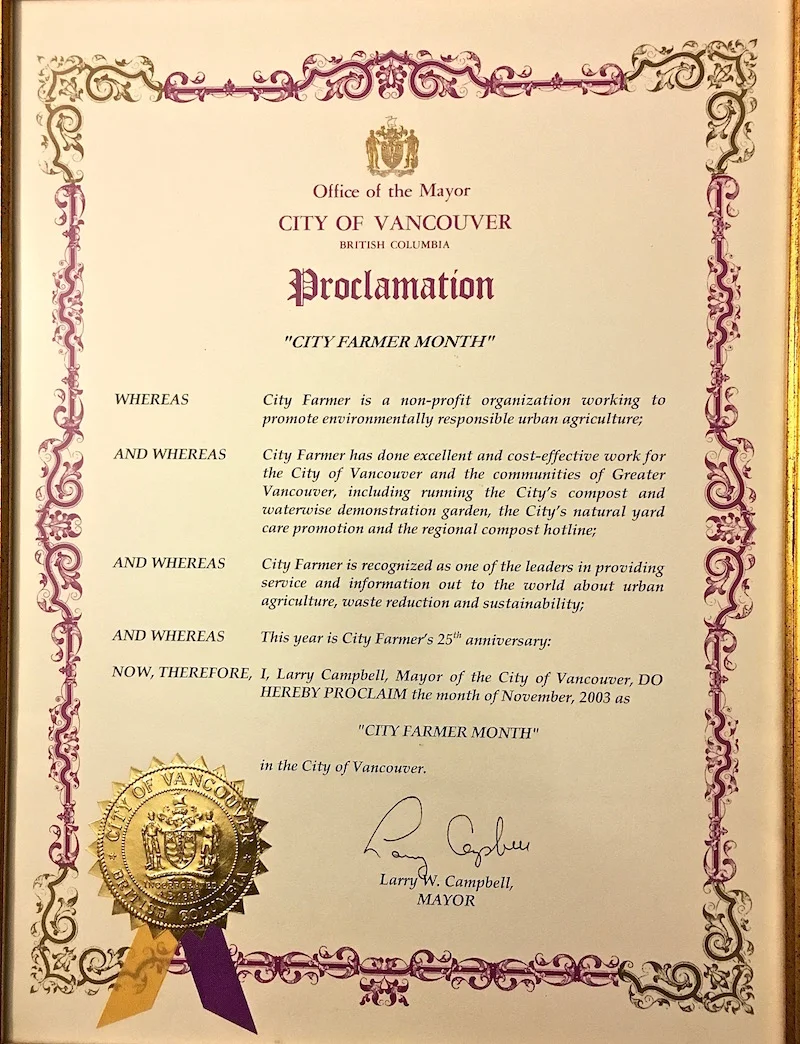 Office of the Mayor
CITY OF VANCOUVER
BRITISH COLUMBIA
Proclamation
"CITY FARMER MONTH"
WHEREAS City Farmer is a non-profit organization working to
promote environmentally responsible urban agriculture;
AND WHEREAS City Farmer has done excellent and cost-effective work for
the City of Vancouver and the communities of Greater
Vancouver, including running the City's compost and
waterwise demonstration garden, the City's natural yard
care promotion and the regional compost hotline;
AND WHEREAS City Farmer is recognized as one of the leaders in providing
service and information out to the world about urban
agriculture, waste reduction and sustainability;
AND WHEREAS This year is City Farmer's 25th anniversary:
NOW, THEREFORE, I, Larry Campbell, Mayor of the City of Vancouver, DO
HEREBY PROCLAIM the month of November, 2003 as
"CITY FARMER MONTH"
in the City of Vancouver.
Larry Campbell
Larry W. Campbell,
MAYOR
CITY OF VANCOUVER
INCORPORATED
1886
BRITISH COLUMBIA